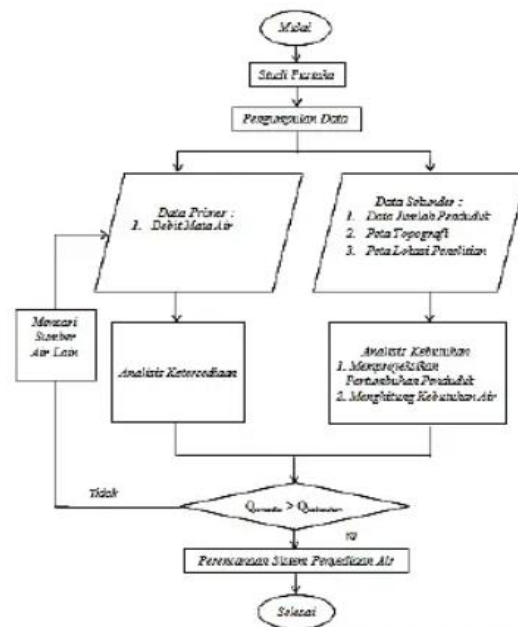 Mulai
Studi Pustaka
Pengumpulan Data
Data Primer :
1. Debit Mata Air
Data Sekunder :
1. Data Jumlah Penduduk
2. Peta Topografi
3. Peta Lokasi Penelitian
Mencari
Sumber
Air Lain
Analisis Ketersediaan
Analisis Kebutuhan
1. Memproyeksikan
Pertumbuhan Penduduk
2. Menghitung Kebutuhan Air
Tidak
Qtersedia > Qkebutuhan
ya
Perencanaan Sistem Penyediaan Air
Selesai